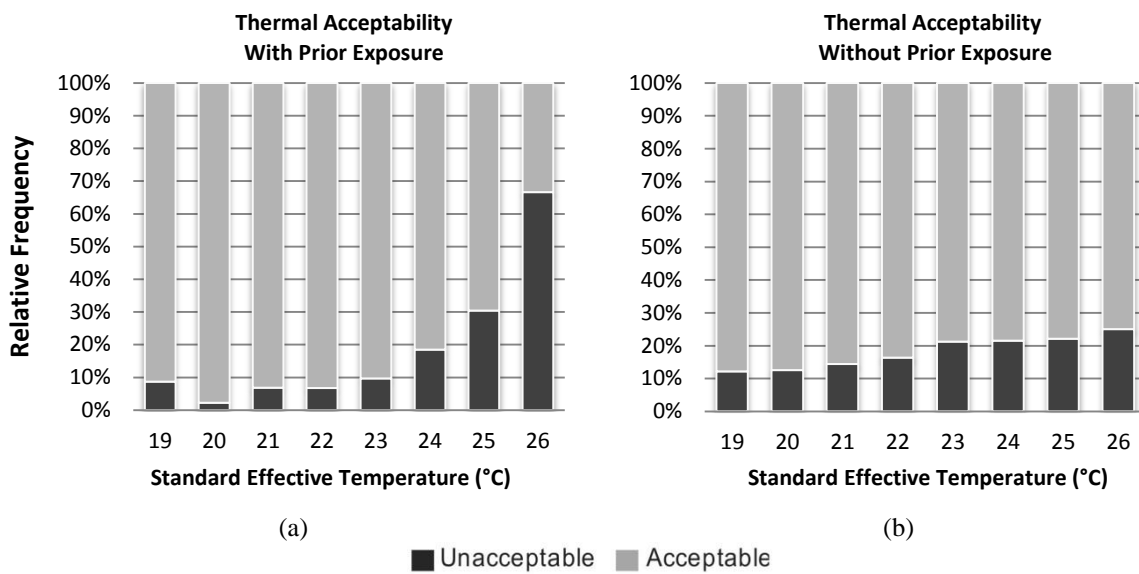 Thermal Acceptability
With Prior Exposure
100%
90%
80%
70%
60%
50%
40%
30%
20%
10%
0%
Relative Frequency
19 20 21 22 23 24 25 26
Standard Effective Temperature (°C)
(a)
Thermal Acceptability
Without Prior Exposure
100%
90%
80%
70%
60%
50%
40%
30%
20%
10%
0%
19 20 21 22 23 24 25 26
Standard Effective Temperature (°C)
(b)
Unacceptable Acceptable